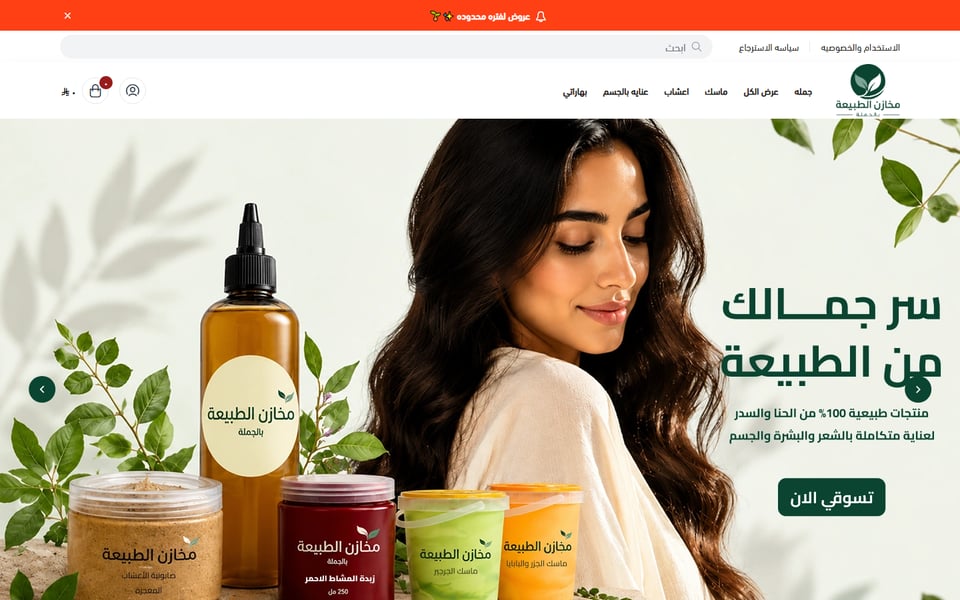 عروض لفتره محدوده
الاستخدام والخصوصيه
سياسه الاسترجاع
ابحث
مخازن الطبيعة
بالجملة
جمله
عرض الكل
ماسك
اعشاب
عنايه بالجسم
بهاراتي
٠
سر جمـــالك
من الطبيعة
منتجات طبيعية 100% من الحنا والسدر
لعناية متكاملة بالشعر والبشرة والجسم
تسوقي الان
مخازن الطبيعة
بالجملة
مخازن الطبيعة
صابونية الأعشاب
المعجزة
مخازن الطبيعة
بالجملة
زبدة المشاط الاحمر
250 مل
مخازن الطبيعة
ماسك الجرجير
مخازن الطبيعة
ماسك الجزر والبابايا